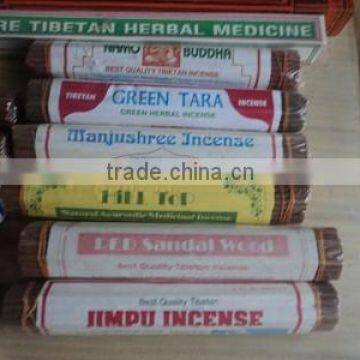 RE TIBETAN HERBAL MEDICINE
NAMO BUDDHA
BEST QUALITY TIBETAN INCENSE
TIBETAN GREEN TARA INCENSE
GREEN HERBAL INCENSE
Manjushree Incense
trade.china.cn
Hill Top
Natural Ayurvedic Medicinal Incense
RED Sandal Wood
Best Quality Tibetan Incense
Best Quality Tibetan
JIMPU INCENSE